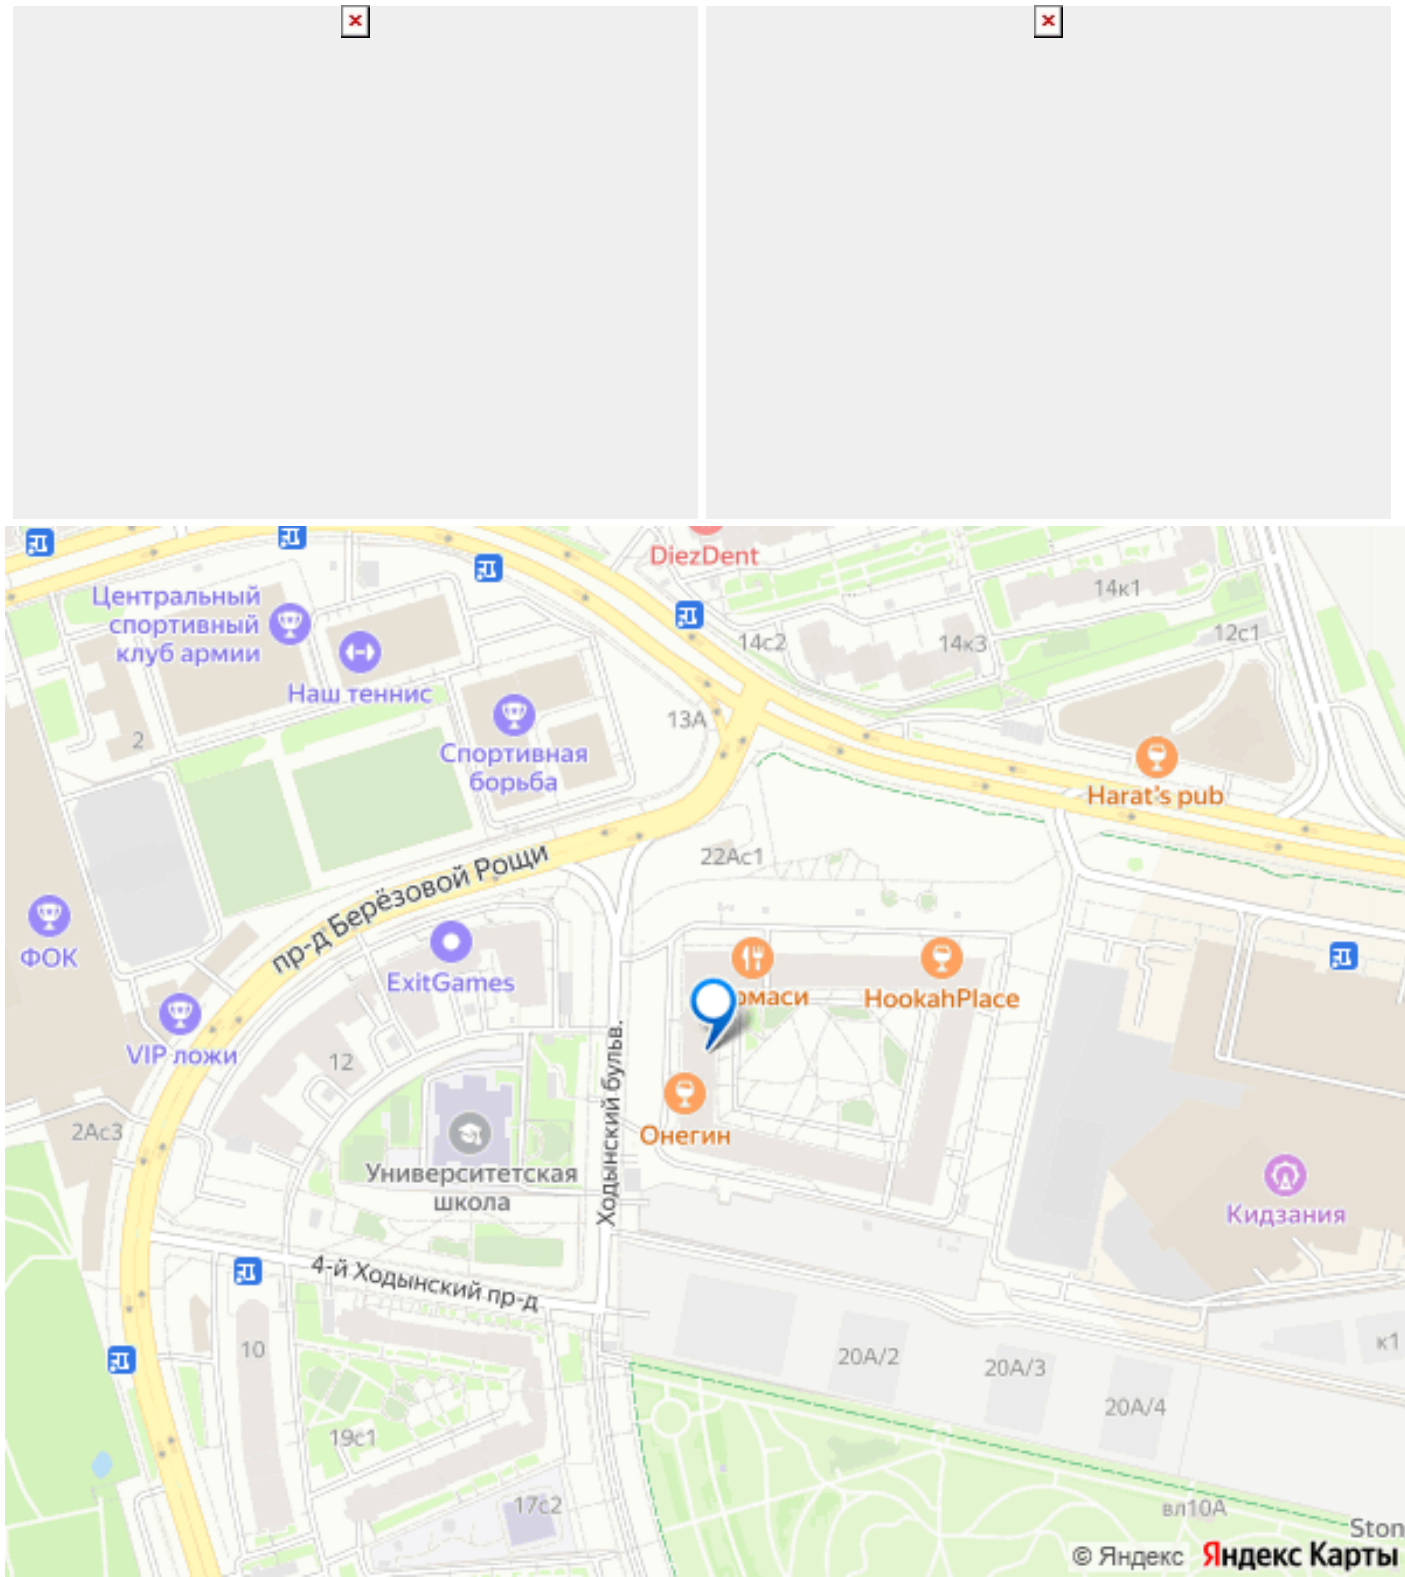 DiezDent
14к1
Центральный
спортивный
клуб армии
14с2
14к3
12с1
Наш теннис
13А
2
Спортивная
борьба
Harat's pub
22Ас1
пр-д Берёзовой Рощи
ФОК
ExitGames
HookahPlace
VIP ложи
12
Ходынский бульв.
2Ас3
Онегин
Университетская
школа
Кидзания
4-й Ходынский пр-д
10
20А/2
20А/3
к1
20А/4
19с1
17с2
вл10А
Ston
© Яндекс Яндекс Карты